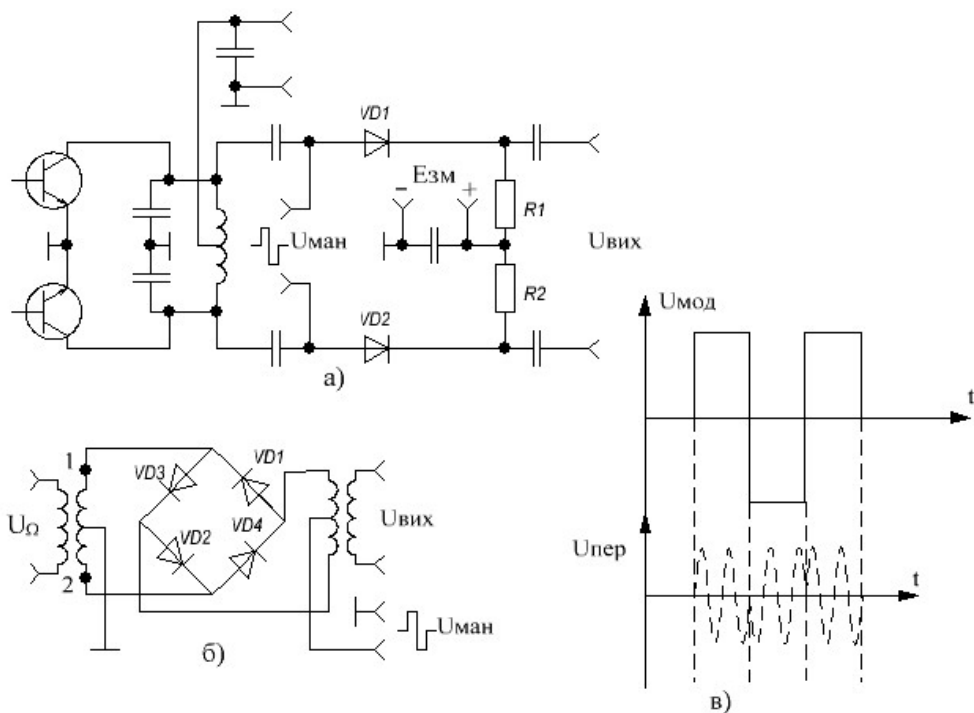 VD1
Eзм
− +
R1
Uман
Uвих
R2
VD2
а)
Uмод
t
1
VD3
VD1
UΩ
Uвих
VD2
VD4
2
Uман
б)
Uпер
t
в)